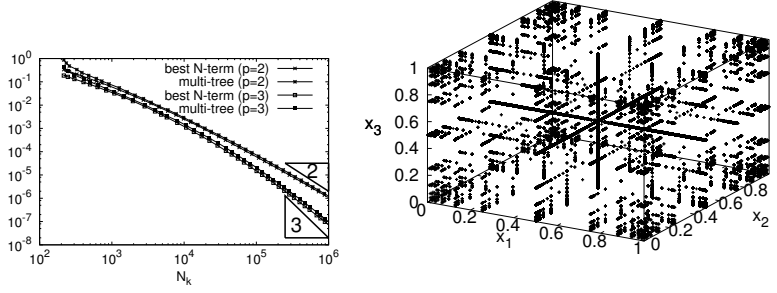 10^0
10^-1
10^-2
10^-3
10^-4
10^-5
10^-6
10^-7
10^-8
best N-term (p=2)
multi-tree (p=2)
best N-term (p=3)
multi-tree (p=3)
2
3
10^2 10^3 10^4 10^5 10^6
N_k
1
0.8
0.6
x_3
0.4
0.2
0
0 0.2 0.4 0.6 0.8 1
x_1
0 0.2 0.4 0.6 0.8
x_2